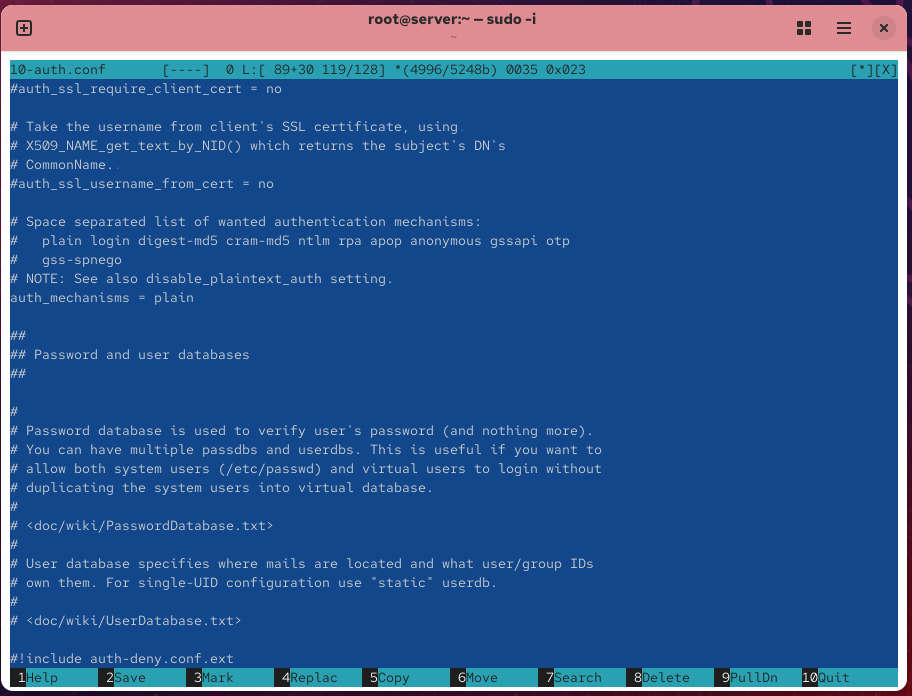 root@server:~ — sudo -i
~
10-auth.conf       [----]  0 L:[ 89+30 119/128] *(4996/5248b) 0035 0x023                                 [*][X]
#auth_ssl_require_client_cert = no
# Take the username from client's SSL certificate, using.
# X509_NAME_get_text_by_NID() which returns the subject's DN's
# CommonName..
#auth_ssl_username_from_cert = no
# Space separated list of wanted authentication mechanisms:
#   plain login digest-md5 cram-md5 ntlm rpa apop anonymous gssapi otp
#   gss-spnego
# NOTE: See also disable_plaintext_auth setting.
auth_mechanisms = plain
##
## Password and user databases
##
#
# Password database is used to verify user's password (and nothing more).
# You can have multiple passdbs and userdbs. This is useful if you want to
# allow both system users (/etc/passwd) and virtual users to login without
# duplicating the system users into virtual database.
#
# <doc/wiki/PasswordDatabase.txt>
#
# User database specifies where mails are located and what user/group IDs
# own them. For single-UID configuration use "static" userdb.
#
# <doc/wiki/UserDatabase.txt>
#!include auth-deny.conf.ext
1Help 2Save 3Mark 4Replac 5Copy 6Move 7Search 8Delete 9PullDn 10Quit